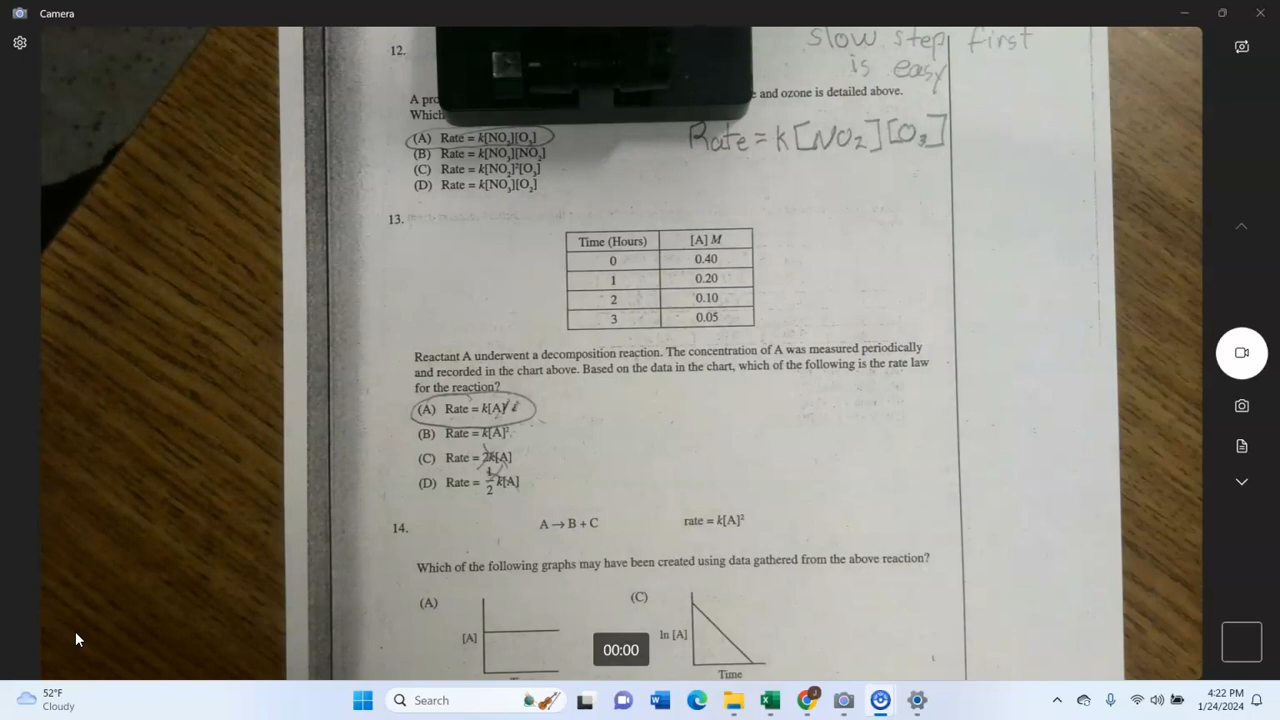 Camera
slow step first
is easy
12.
A pro
e and ozone is detailed above.
Which
Rate = k[NO₂][O₃]
(A) Rate = k[NO₂][O₃]
(B) Rate = k[NO₃][NO₂]
(C) Rate = k[NO₂]²[O₃]
(D) Rate = k[NO₃][O₂]
13.
Time (Hours) [A] M
0 0.40
1 0.20
2 0.10
3 0.05
Reactant A underwent a decomposition reaction. The concentration of A was measured periodically
and recorded in the chart above. Based on the data in the chart, which of the following is the rate law
for the reaction?
(A) Rate = k[A]
(B) Rate = k[A]²
(C) Rate = 2k[A]
(D) Rate = 1/2 k[A]
14.
A → B + C rate = k[A]²
Which of the following graphs may have been created using data gathered from the above reaction?
(A) (C)
[A] ln [A]
Time
00:00
52°F
Cloudy
Search
4:22 PM
1/24/2024